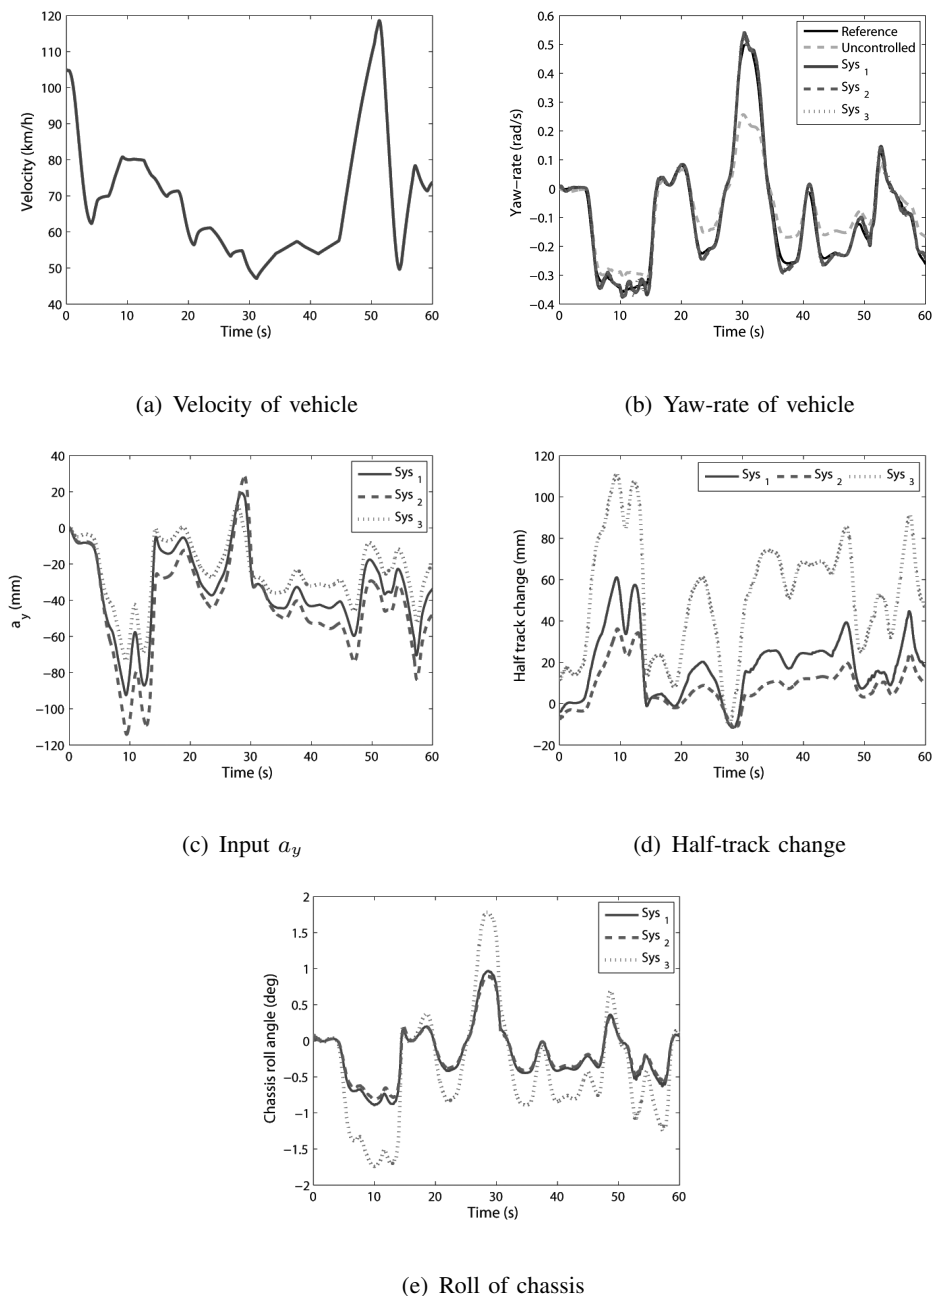 120
110
100
90
80
70
60
50
40
Velocity (km/h)
0 10 20 30 40 50 60
Time (s)
(a) Velocity of vehicle
0.6
0.5
0.4
0.3
0.2
0.1
0
−0.1
−0.2
−0.3
−0.4
Yaw−rate (rad/s)
Reference
Uncontrolled
Sys 1
Sys 2
Sys 3
0 10 20 30 40 50 60
Time (s)
(b) Yaw-rate of vehicle
40
20
0
−20
−40
−60
−80
−100
−120
a y (mm)
Sys 1
Sys 2
Sys 3
0 10 20 30 40 50 60
Time (s)
(c) Input a y
120
100
80
60
40
20
0
−20
Half track change (mm)
Sys 1 Sys 2 Sys 3
0 10 20 30 40 50 60
Time (s)
(d) Half-track change
2
1.5
1
0.5
0
−0.5
−1
−1.5
−2
Chassis roll angle (deg)
Sys 1
Sys 2
Sys 3
0 10 20 30 40 50 60
Time (s)
(e) Roll of chassis